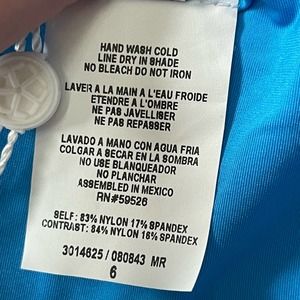 HAND WASH COLD
LINE DRY IN SHADE
NO BLEACH DO NOT IRON
LAVER A LA MAIN A L'EAU FROIDE
ETENDRE A L'OMBRE
NE PAS JAVELLISER
NE PAS REPASSER
LAVADO A MANO CON AGUA FRIA
COLGAR A SECAR EN LA SOMBRA
NO USE BLANQUEADOR
NO PLANCHAR
ASSEMBLED IN MEXICO
RN#59526
SELF: 83% NYLON 17% SPANDEX
CONTRAST: 84% NYLON 16% SPANDEX
3014625 / 080843 MR
6